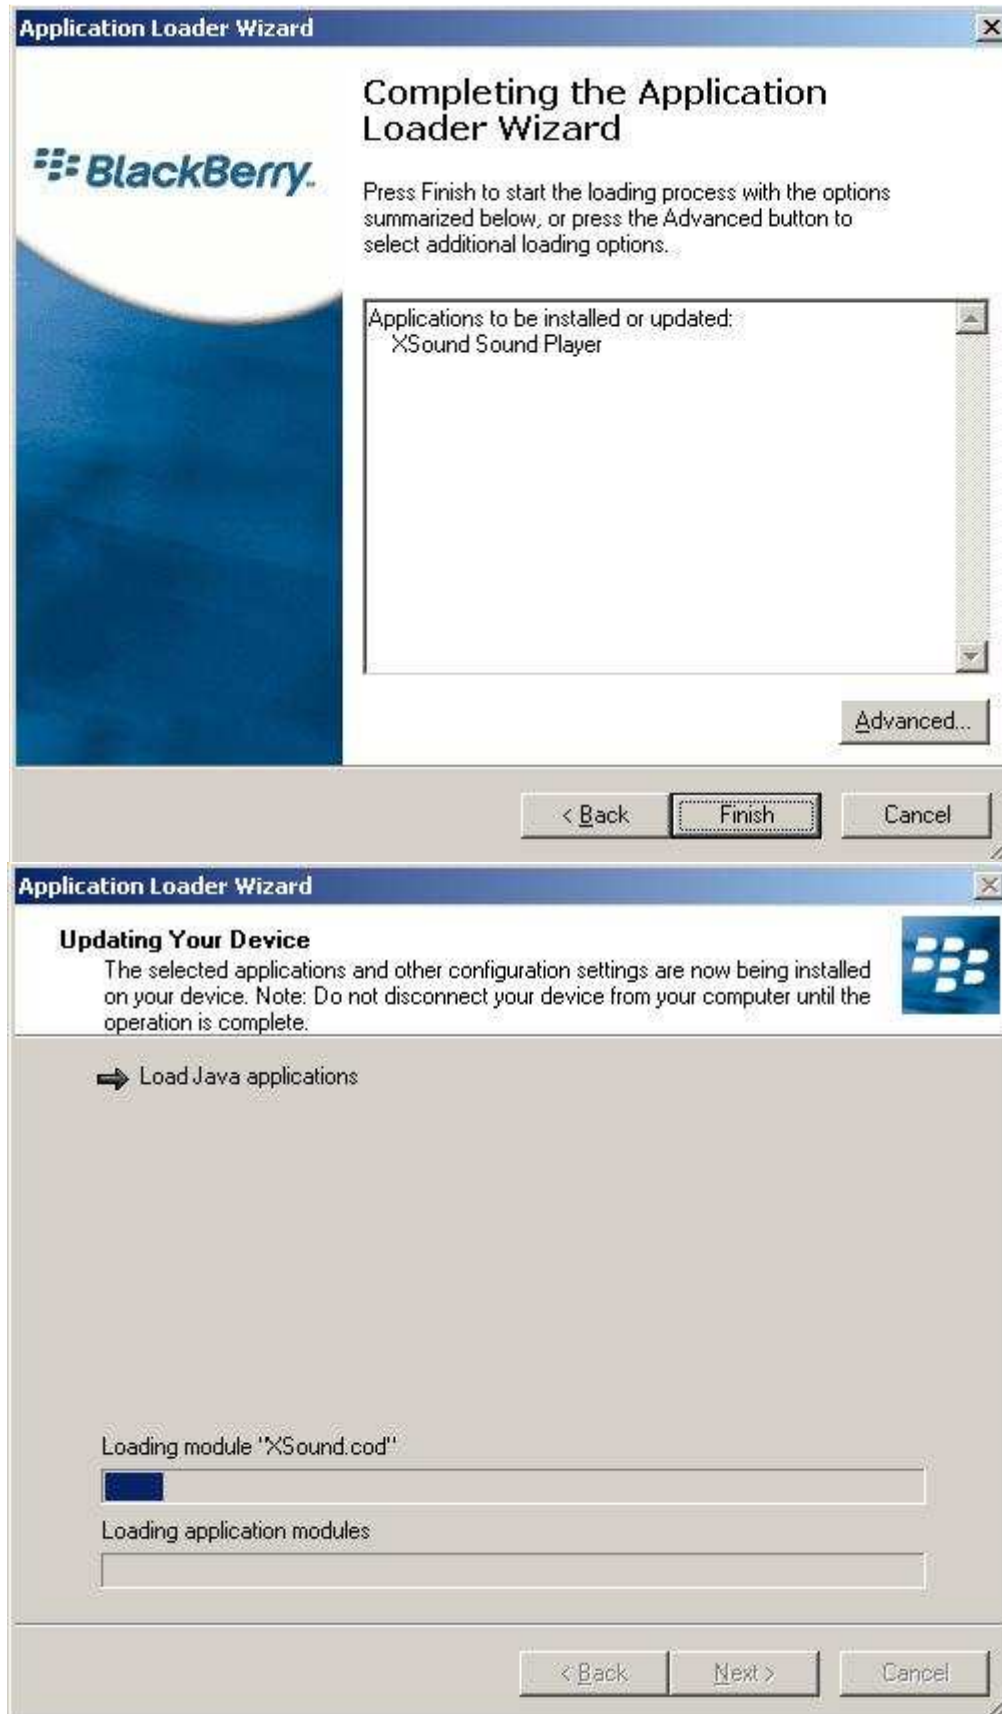 Application Loader Wizard
BlackBerry.
Completing the Application
Loader Wizard
Press Finish to start the loading process with the options
summarized below, or press the Advanced button to
select additional loading options.
Applications to be installed or updated:
XSound Sound Player
Advanced...
< Back
Finish
Cancel
Application Loader Wizard
Updating Your Device
The selected applications and other configuration settings are now being installed
on your device. Note: Do not disconnect your device from your computer until the
operation is complete.
Load Java applications
Loading module "XSound.cod"
Loading application modules
< Back
Next >
Cancel